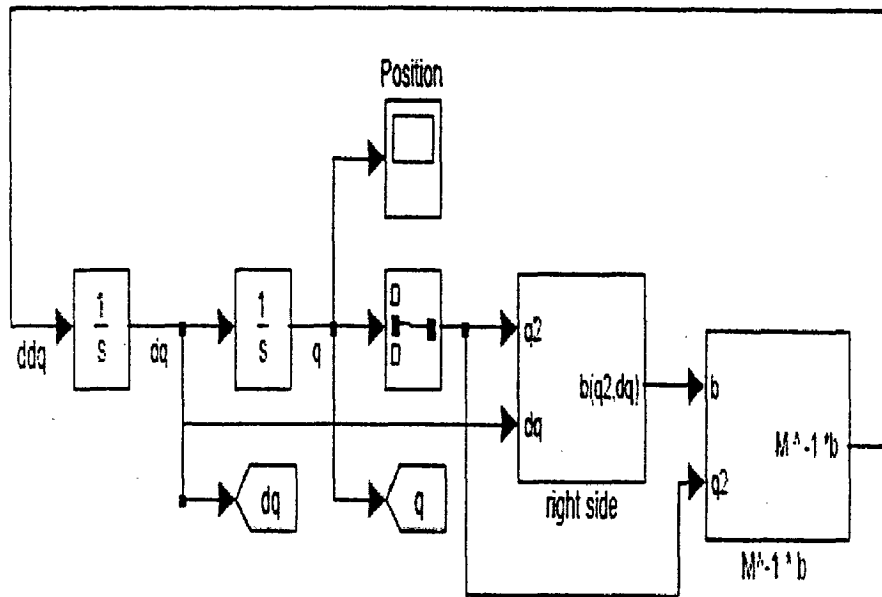 Position
1
s
1
s
ddq
dq
q
q2
dq
b(q2,dq)
right side
b
q2
M^-1 *b
M^-1 * b
dq
q